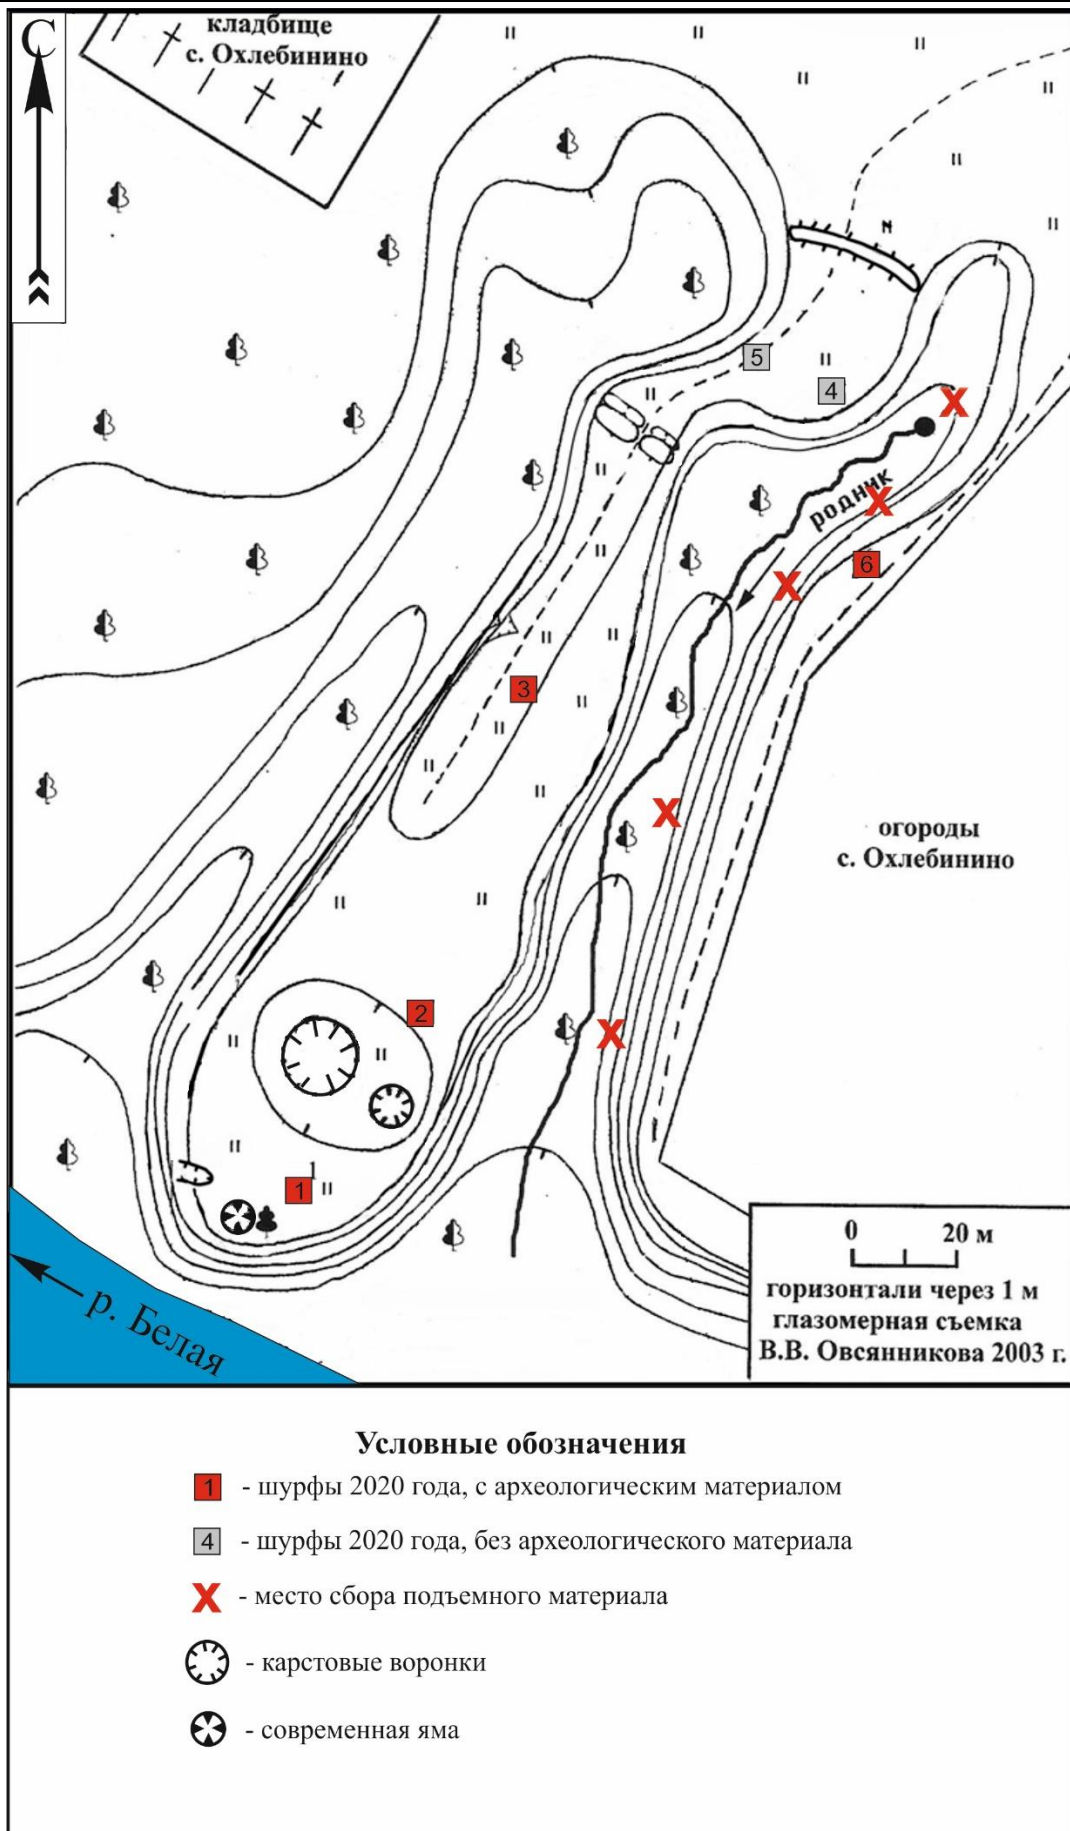 С
кладбище
с. Охлебинино
N
5
4
родник
6
3
огороды
с. Охлебинино
2
1
1
р. Белая
0 20 м
горизонтали через 1 м
глазомерная съемка
В.В. Овсянникова 2003 г.
Условные обозначения
1 - шурфы 2020 года, с археологическим материалом
4 - шурфы 2020 года, без археологического материала
X - место сбора подъемного материала
- карстовые воронки
- современная яма